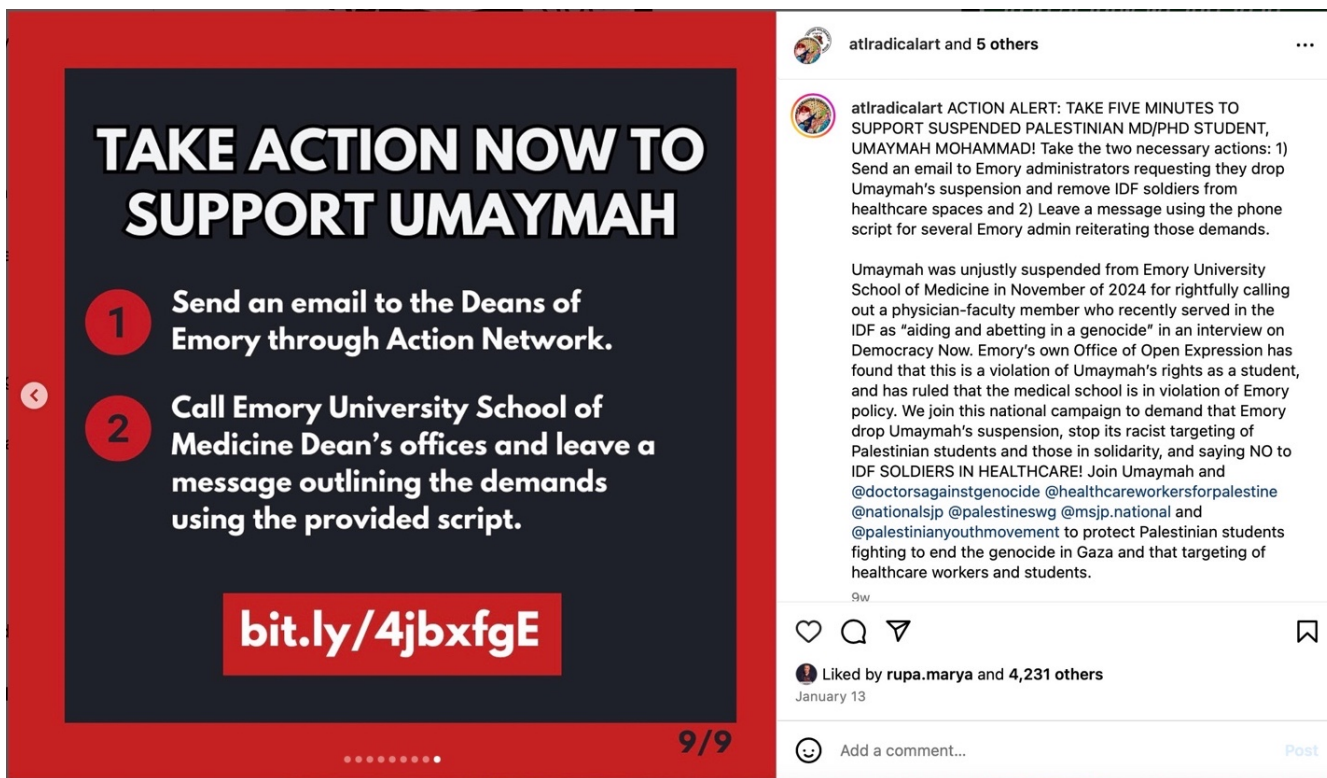 TAKE ACTION NOW TO
SUPPORT UMAYMAH
1
Send an email to the Deans of
Emory through Action Network.
2
Call Emory University School of
Medicine Dean's offices and leave a
message outlining the demands
using the provided script.
bit.ly/4jbxfgE
9/9
atlradicalart and 5 others
atlradicalart ACTION ALERT: TAKE FIVE MINUTES TO
SUPPORT SUSPENDED PALESTINIAN MD/PHD STUDENT,
UMAYMAH MOHAMMAD! Take the two necessary actions: 1)
Send an email to Emory administrators requesting they drop
Umaymah's suspension and remove IDF soldiers from
healthcare spaces and 2) Leave a message using the phone
script for several Emory admin reiterating those demands.
Umaymah was unjustly suspended from Emory University
School of Medicine in November of 2024 for rightfully calling
out a physician-faculty member who recently served in the
IDF as “aiding and abetting in a genocide” in an interview on
Democracy Now. Emory's own Office of Open Expression has
found that this is a violation of Umaymah's rights as a student,
and has ruled that the medical school is in violation of Emory
policy. We join this national campaign to demand that Emory
drop Umaymah's suspension, stop its racist targeting of
Palestinian students and those in solidarity, and saying NO to
IDF SOLDIERS IN HEALTHCARE! Join Umaymah and
@doctorsagainstgenocide @healthcareworkersforpalestine
@nationalsjp @palestineswg @msjp.national and
@palestinianyouthmovement to protect Palestinian students
fighting to end the genocide in Gaza and that targeting of
healthcare workers and students.
9w
Liked by rupa.marya and 4,231 others
January 13
Add a comment...
Post